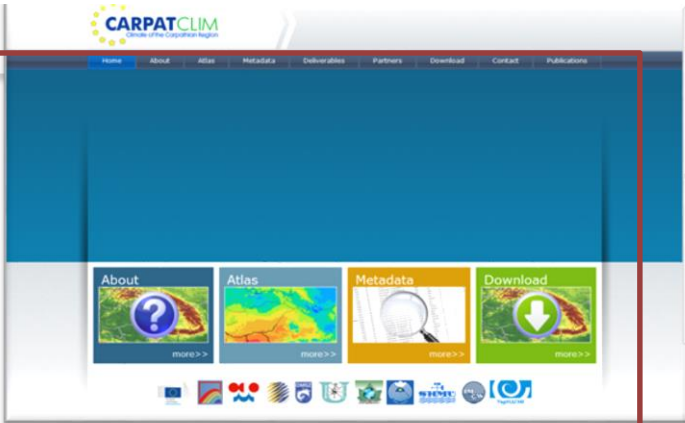 CARPATCLIM
Climate of the Carpathian Region
Home About Atlas Metadata Deliverables Partners Download Contact Publications
About Atlas Metadata Download
more>> more>> more>> more>>